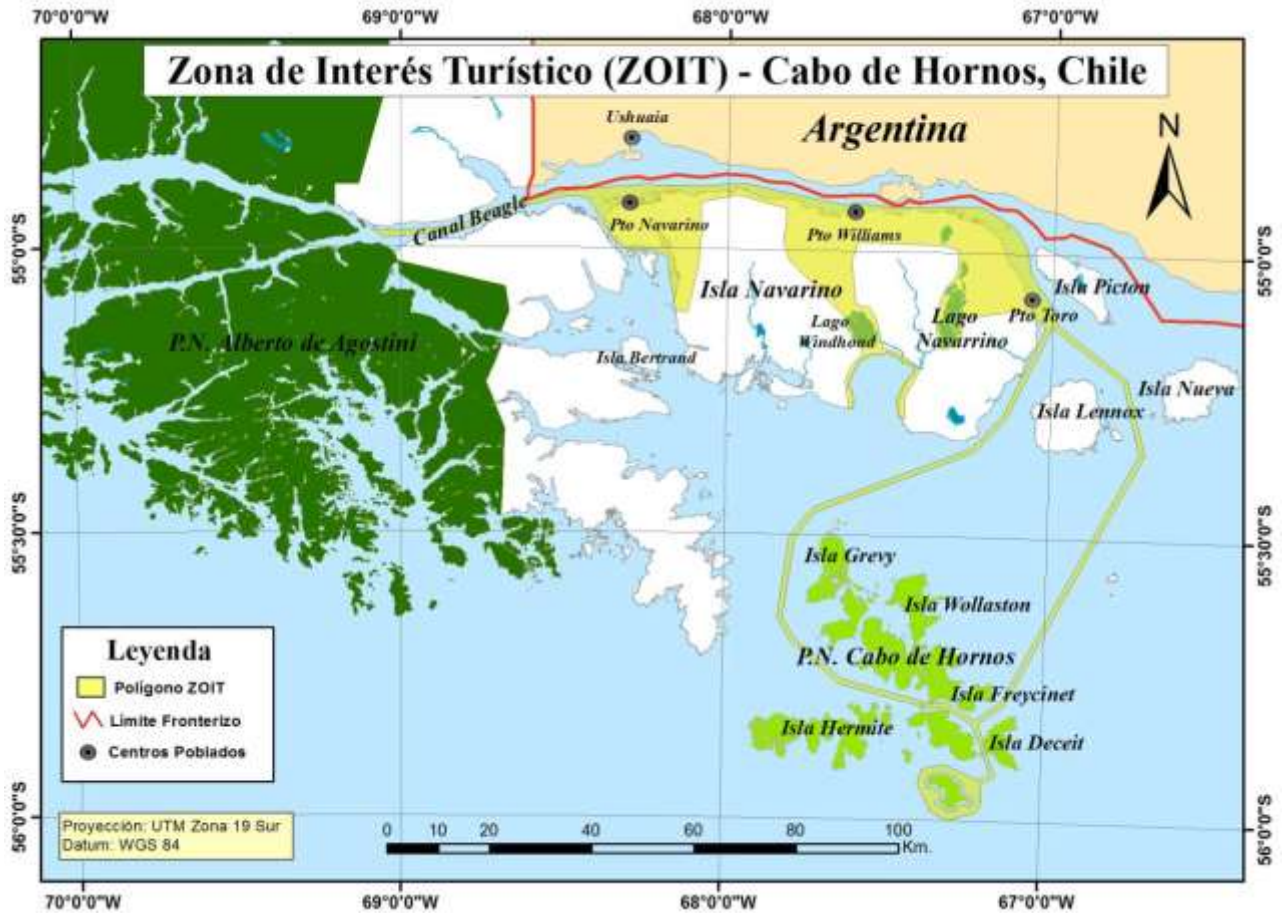 70°0'0"W 69°0'0"W 68°0'0"W 67°0'0"W
Zona de Interés Turístico (ZOIT) - Cabo de Hornos, Chile
Ushuaia
Argentina
N
Canal Beagle
Pto Navarino
Pto Williams
55°0'0"S
55°0'0"S
Isla Navarino
Isla Picton
Pto Toro
Lago
Windhond
Lago
Navarrino
P.N. Alberto de Agostini
Isla Bertrand
Isla Nueva
Isla Lennox
55°30'0"S
55°30'0"S
Isla Grevy
Isla Wollaston
P.N. Cabo de Hornos
Isla Freycinet
Isla Hermite
Isla Deceit
Leyenda
Polígono ZOIT
Límite Fronterizo
Centros Poblados
56°0'0"S
56°0'0"S
Proyección: UTM Zona 19 Sur
Datum: WGS 84
0 10 20 40 60 80 100
Km.
70°0'0"W 69°0'0"W 68°0'0"W 67°0'0"W